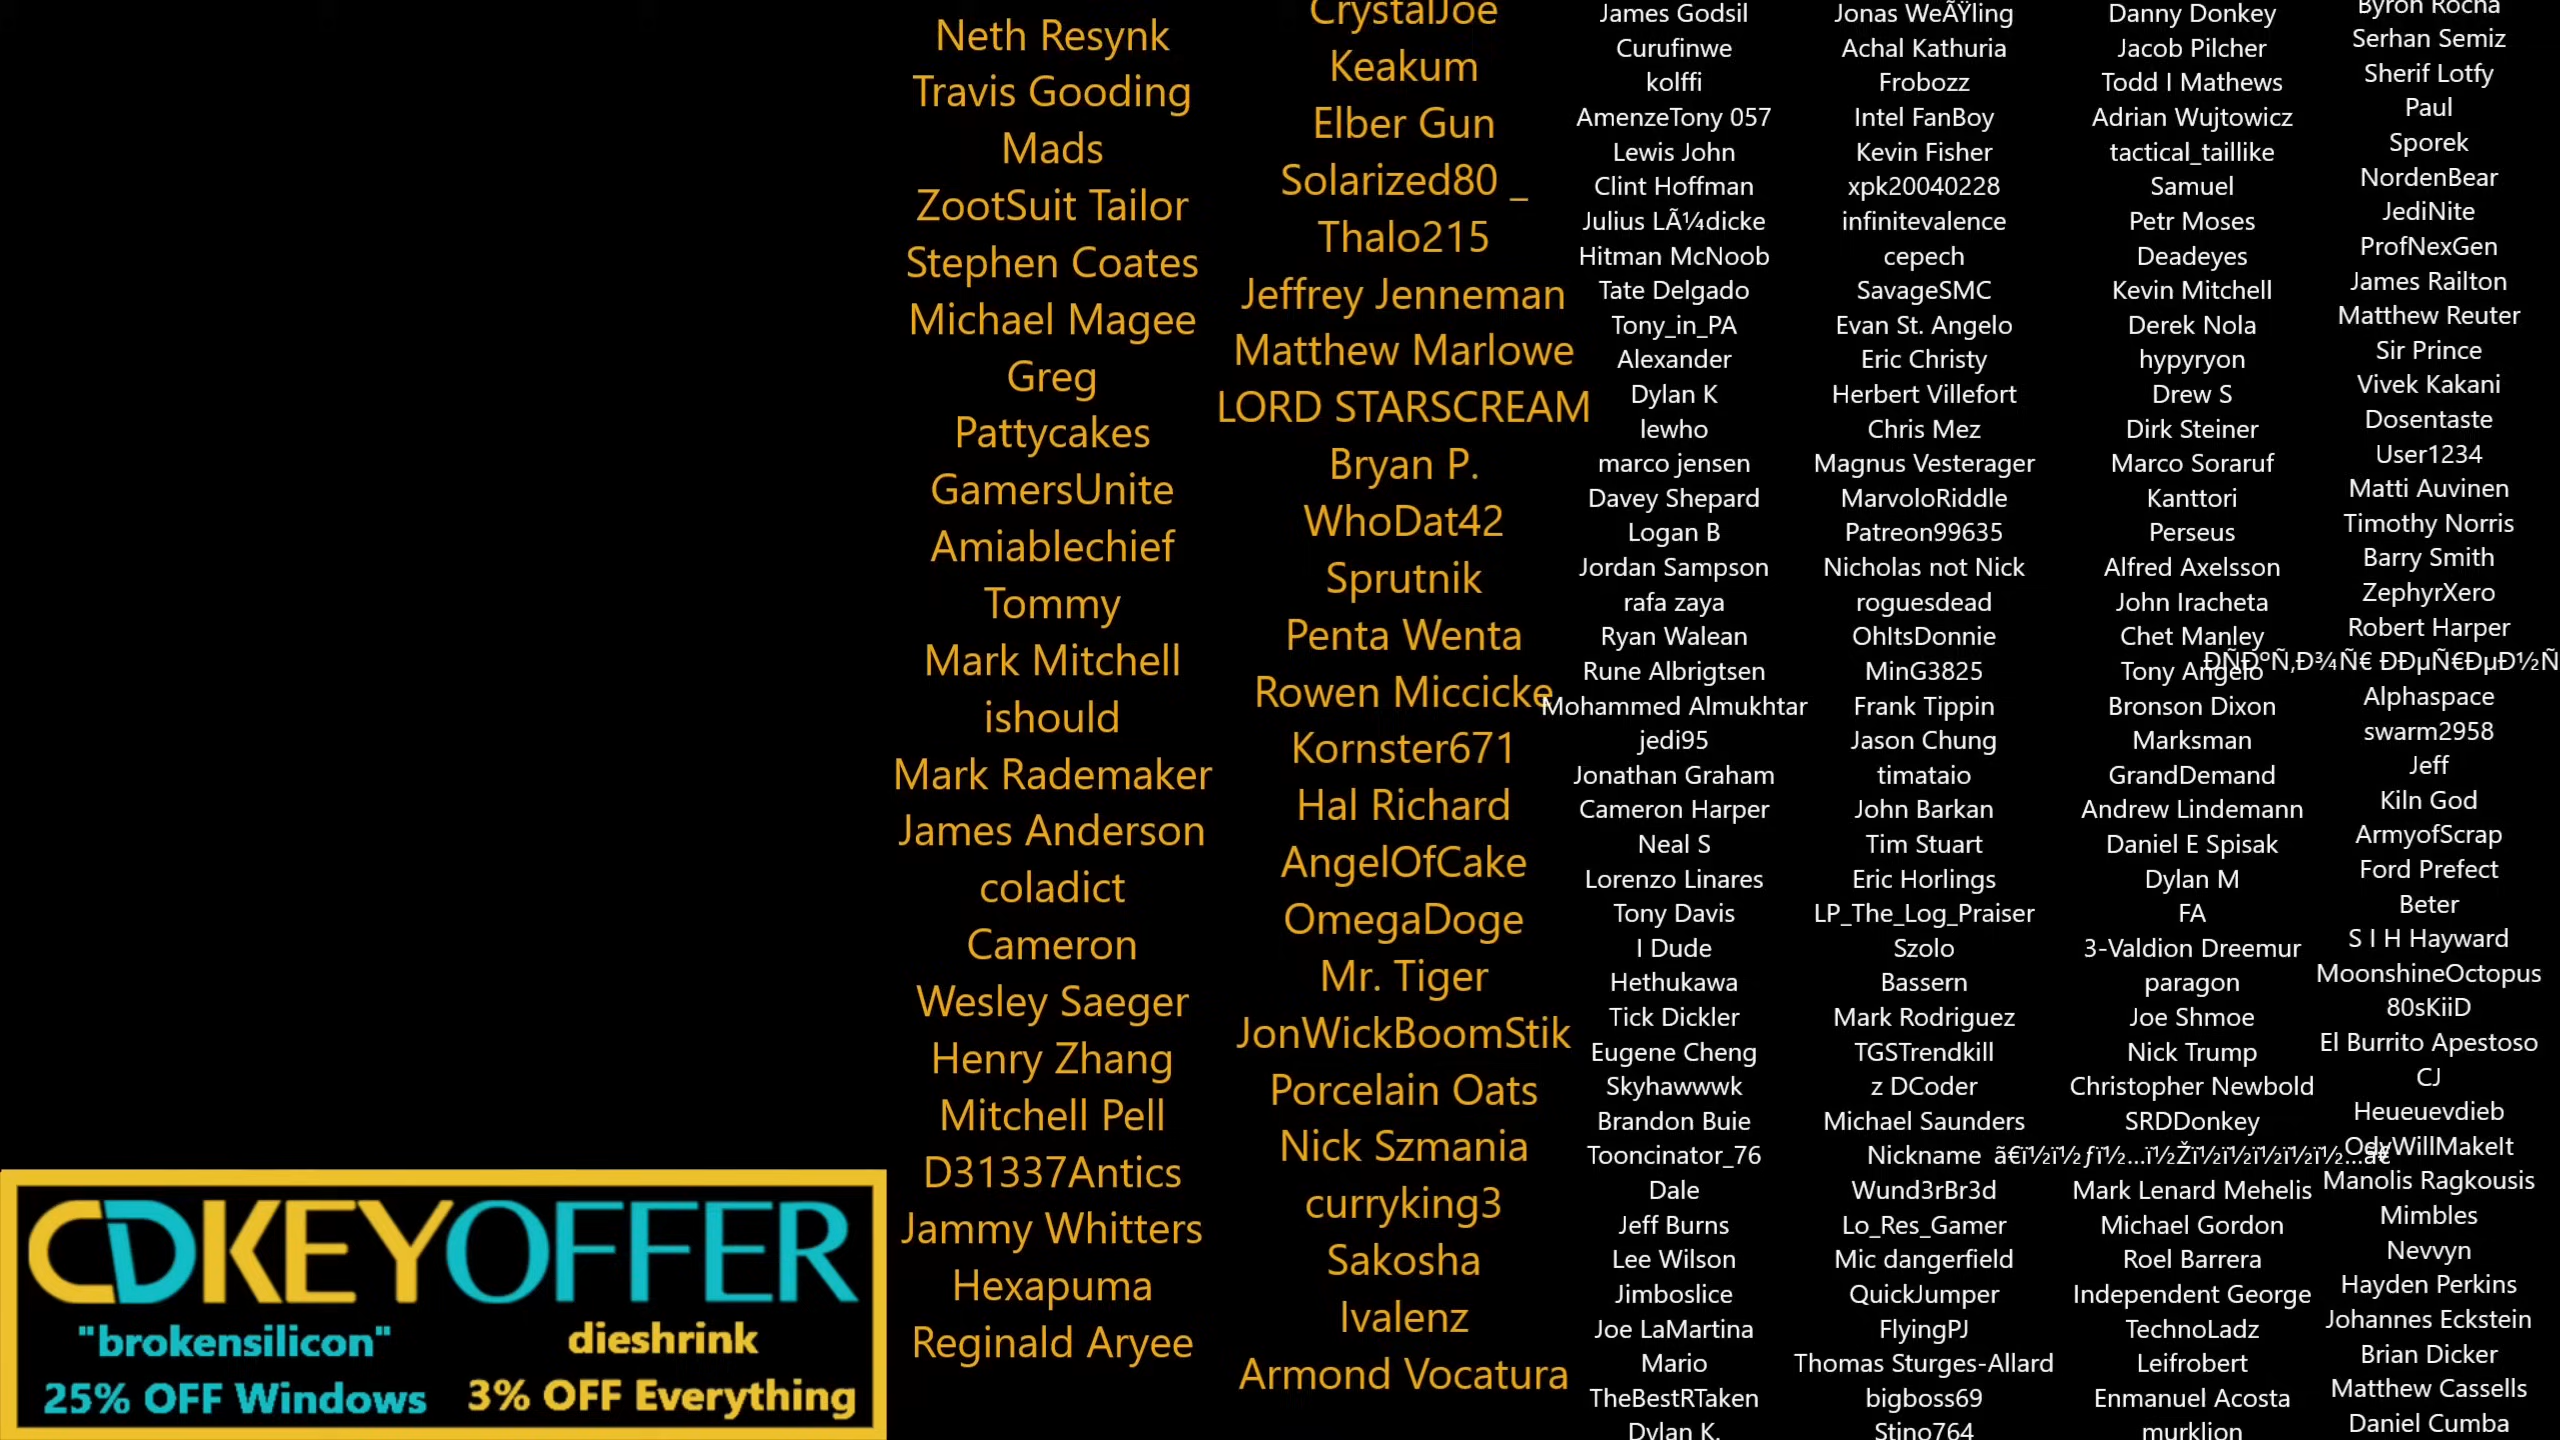 Neth Resynk
Travis Gooding
Mads
ZootSuit Tailor
Stephen Coates
Michael Magee
Greg
Pattycakes
GamersUnite
Amiablechief
Tommy
Mark Mitchell
ishould
Mark Rademaker
James Anderson
coladict
Cameron
Wesley Saeger
Henry Zhang
Mitchell Pell
D31337Antics
Jammy Whitters
Hexapuma
Reginald Aryee
CrystalJoe
Keakum
Elber Gun
Solarized80 _
Thalo215
Jeffrey Jenneman
Matthew Marlowe
LORD STARSCREAM
Bryan P.
WhoDat42
Sprutnik
Penta Wenta
Rowen Miccicke
Kornster671
Hal Richard
AngelOfCake
OmegaDoge
Mr. Tiger
JonWickBoomStik
Porcelain Oats
Nick Szmania
curryking3
Sakosha
Ivalenz
Armond Vocatura
James Godsil
Curufinwe
kolffi
AmenzeTony 057
Lewis John
Clint Hoffman
Julius LÃ¼dicke
Hitman McNoob
Tate Delgado
Tony_in_PA
Alexander
Dylan K
lewho
marco jensen
Davey Shepard
Logan B
Jordan Sampson
rafa zaya
Ryan Walean
Rune Albrigtsen
Mohammed Almukhtar
jedi95
Jonathan Graham
Cameron Harper
Neal S
Lorenzo Linares
Tony Davis
I Dude
Hethukawa
Tick Dickler
Eugene Cheng
Skyhawwwk
Brandon Buie
Tooncinator_76
Dale
Jeff Burns
Lee Wilson
Jimboslice
Joe LaMartina
Mario
TheBestRTaken
Dylan K.
Jonas WeÃŸling
Achal Kathuria
Frobozz
Intel FanBoy
Kevin Fisher
xpk20040228
infinitevalence
cepech
SavageSMC
Evan St. Angelo
Eric Christy
Herbert Villefort
Chris Mez
Magnus Vesterager
MarvoloRiddle
Patreon99635
Nicholas not Nick
roguesdead
OhItsDonnie
MinG3825
Frank Tippin
Jason Chung
timataio
John Barkan
Tim Stuart
Eric Horlings
LP_The_Log_Praiser
Szolo
Bassern
Mark Rodriguez
TGSTrendkill
z DCoder
Michael Saunders
Nickname
Wund3rBr3d
Lo_Res_Gamer
Mic dangerfield
QuickJumper
FlyingPJ
Thomas Sturges-Allard
bigboss69
Stino764
Danny Donkey
Jacob Pilcher
Todd I Mathews
Adrian Wujtowicz
tactical_taillike
Samuel
Petr Moses
Deadeyes
Kevin Mitchell
Derek Nola
hypyryon
Drew S
Dirk Steiner
Marco Soraruf
Kanttori
Perseus
Alfred Axelsson
John Iracheta
Chet Manley
Tony Angelo
Bronson Dixon
Marksman
GrandDemand
Andrew Lindemann
Daniel E Spisak
Dylan M
FA
3-Valdion Dreemur
paragon
Joe Shmoe
Nick Trump
Christopher Newbold
SRDDonkey
Mark Lenard Mehelis
Michael Gordon
Roel Barrera
Independent George
TechnoLadz
Leifrobert
Enmanuel Acosta
murklion
Byron Rocha
Serhan Semiz
Sherif Lotfy
Paul
Sporek
NordenBear
JediNite
ProfNexGen
James Railton
Matthew Reuter
Sir Prince
Vivek Kakani
Dosentaste
User1234
Matti Auvinen
Timothy Norris
Barry Smith
ZephyrXero
Robert Harper
Alphaspace
swarm2958
Jeff
Kiln God
ArmyofScrap
Ford Prefect
Beter
S I H Hayward
MoonshineOctopus
80sKiiD
El Burrito Apestoso
CJ
Heueuevdieb
OdyWillMakeIt
Manolis Ragkousis
Mimbles
Nevvyn
Hayden Perkins
Johannes Eckstein
Brian Dicker
Matthew Cassells
Daniel Cumba
CDKEYOFFER
"brokensilicon"
25% OFF Windows
dieshrink
3% OFF Everything